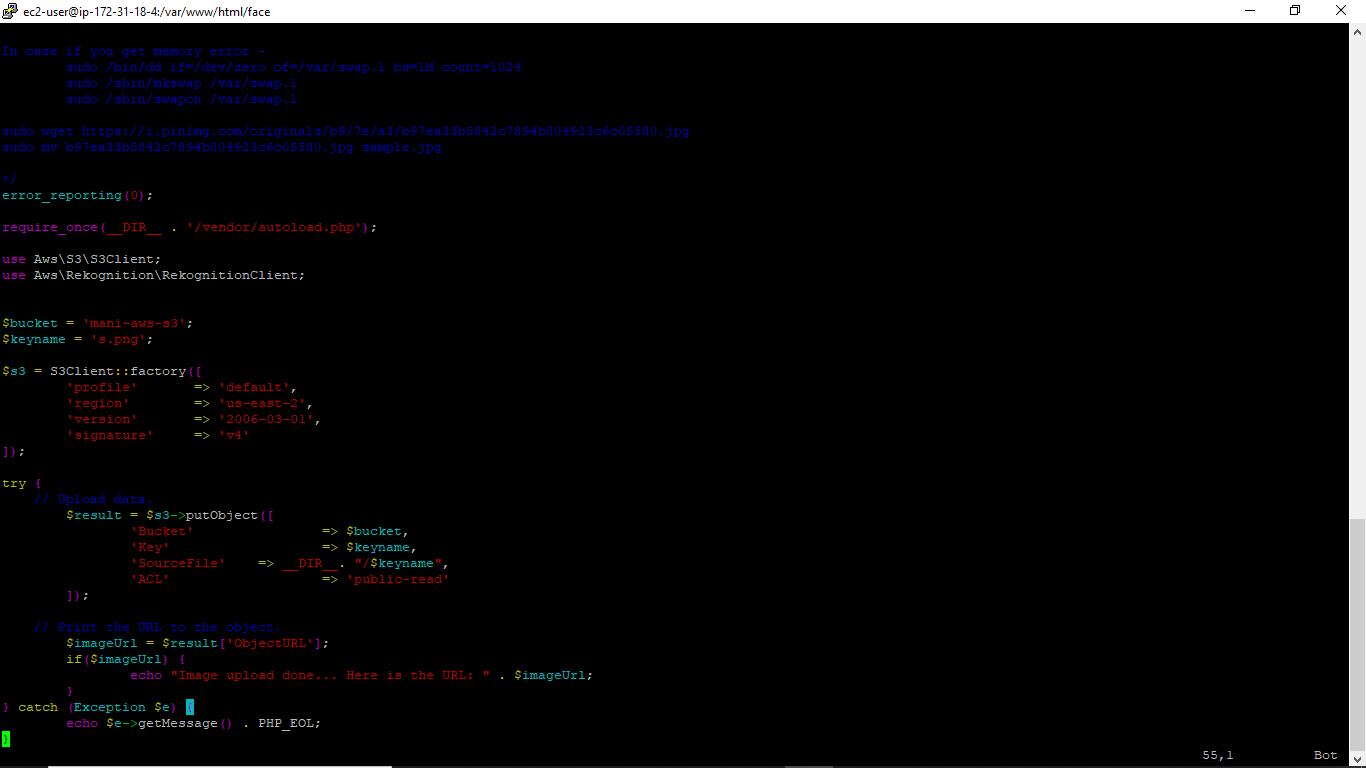 ec2-user@ip-172-31-18-4:/var/www/html/face
In case if you get memory error -
sudo /bin/dd if=/dev/zero of=/var/swap.1 bs=1M count=1024
sudo /sbin/mkswap /var/swap.1
sudo /sbin/swapon /var/swap.1
sudo wget https://i.pinimg.com/originals/b9/7e/a3/b97ea33b5842c7894b804923c6c05580.jpg
sudo mv b97ea33b5842c7894b804923c6c05580.jpg sample.jpg
*/
error_reporting(0);
require_once(__DIR__ . '/vendor/autoload.php');
use Aws\S3\S3Client;
use Aws\Rekognition\RekognitionClient;
$bucket = 'mani-aws-s3';
$keyname = 's.png';
$s3 = S3Client::factory([
'profile' => 'default',
'region' => 'us-east-2',
'version' => '2006-03-01',
'signature' => 'v4'
]);
try {
// Upload data.
$result = $s3->putObject([
'Bucket' => $bucket,
'Key' => $keyname,
'SourceFile' => __DIR__. "/$keyname",
'ACL' => 'public-read'
]);
// Print the URL to the object.
$imageUrl = $result['ObjectURL'];
if($imageUrl) {
echo "Image upload done... Here is the URL: " . $imageUrl;
}
} catch (Exception $e) {
echo $e->getMessage() . PHP_EOL;
}
55,1 Bot